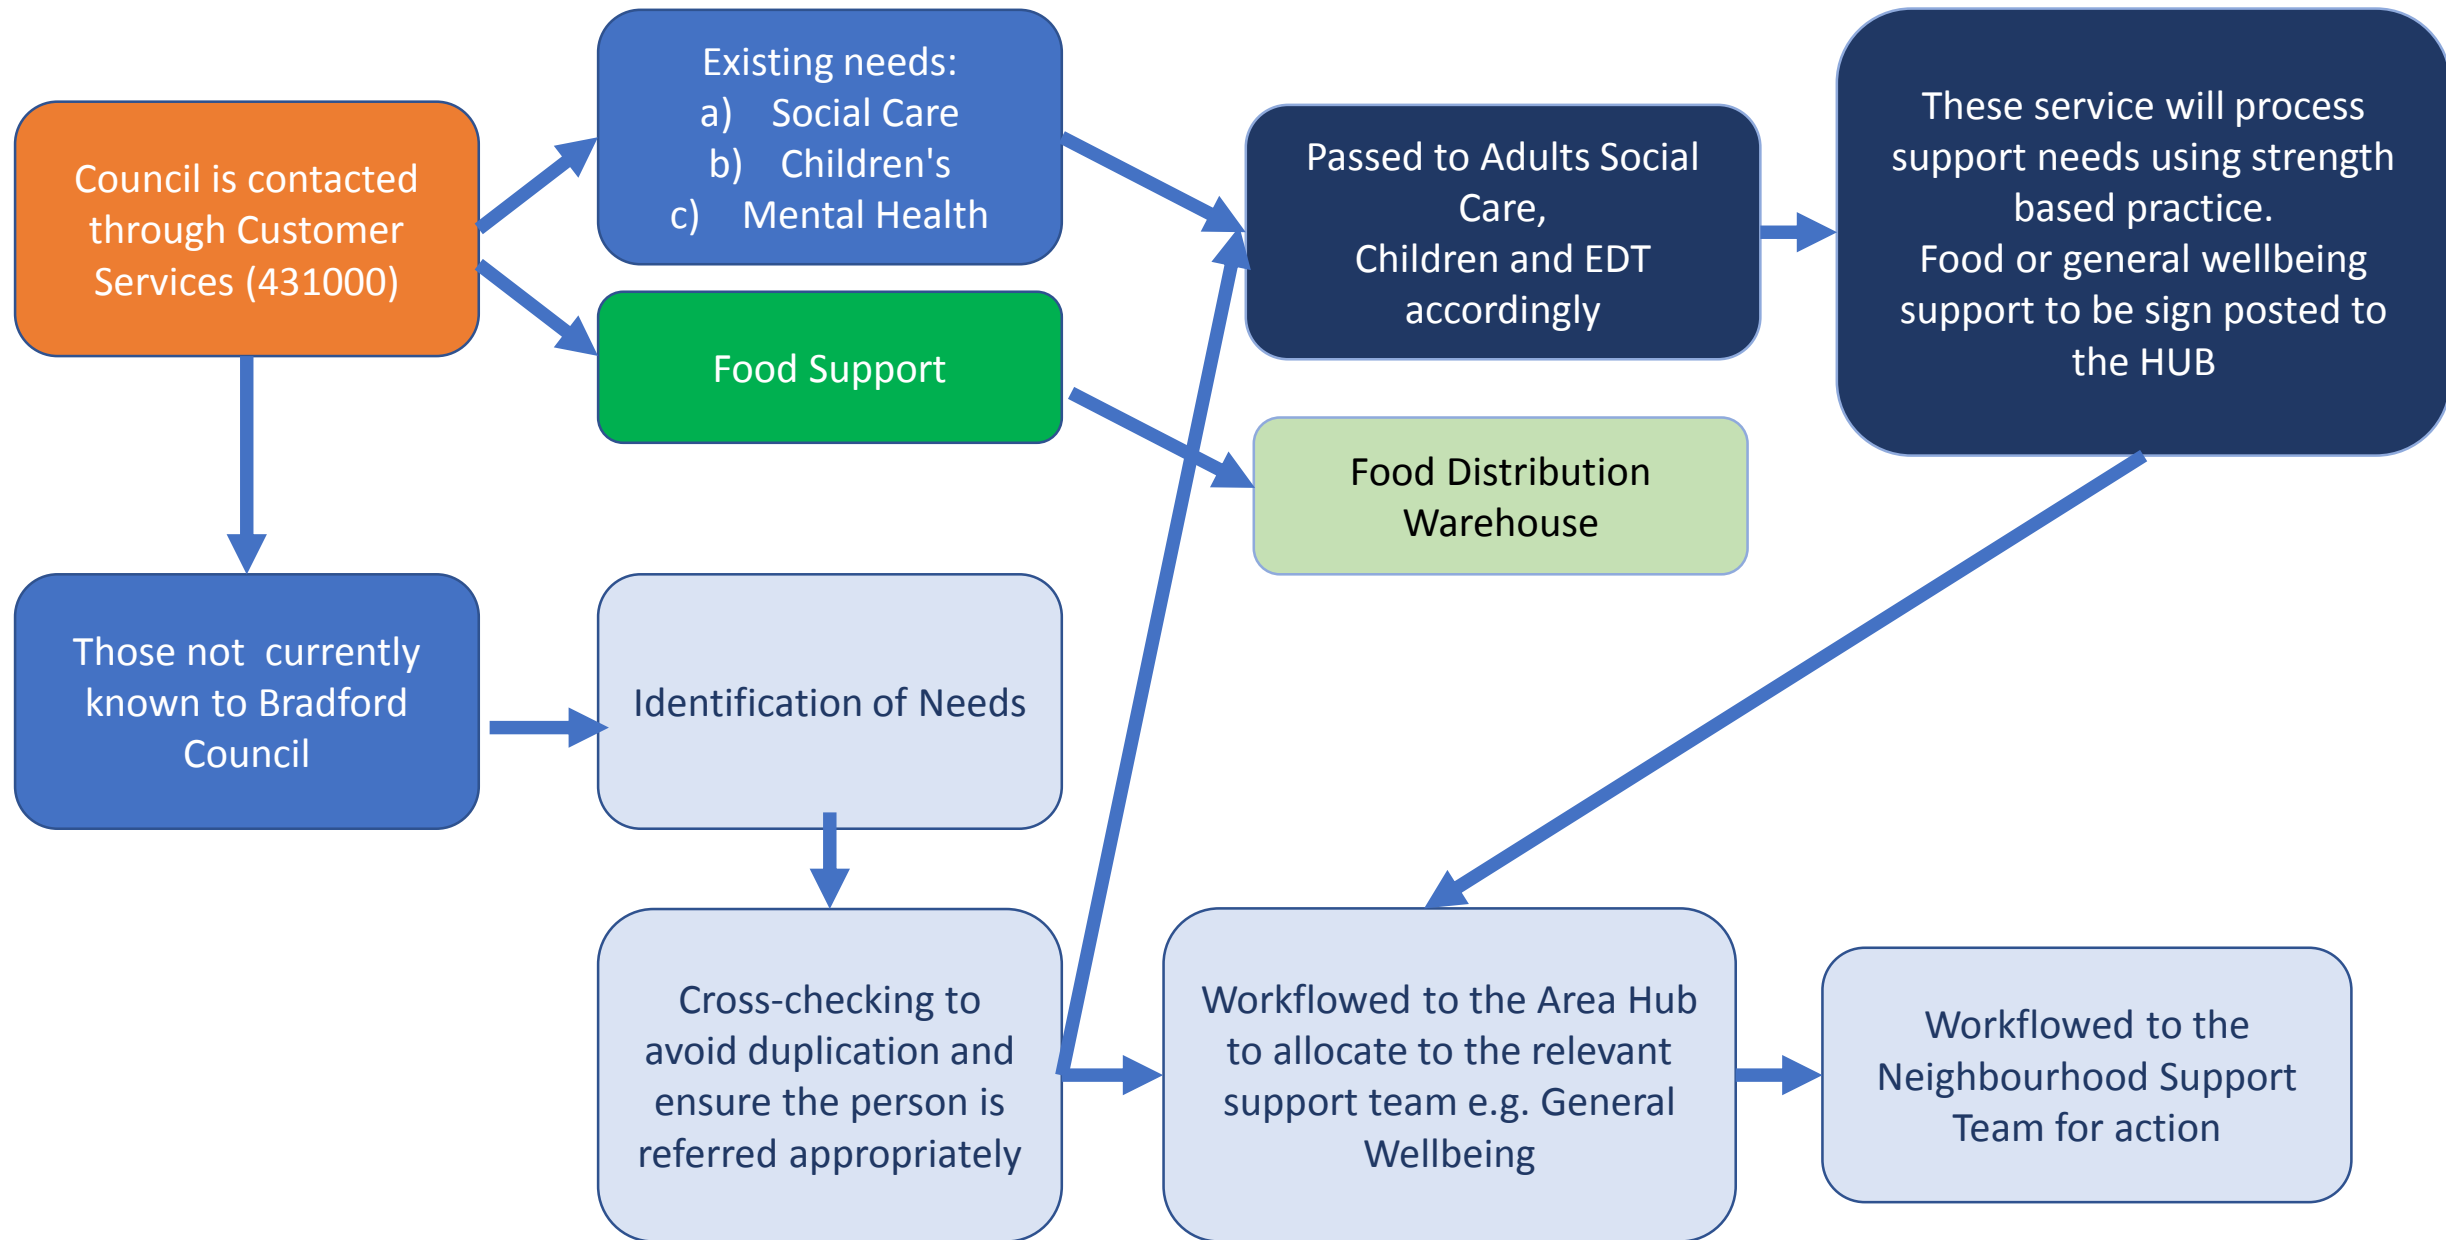 Council is contacted
through Customer
Services (431000)
Existing needs:
a) Social Care
b) Children's
c) Mental Health
Food Support
Passed to Adults Social
Care,
Children and EDT
accordingly
These service will process
support needs using strength
based practice.
Food or general wellbeing
support to be sign posted to
the HUB
Food Distribution
Warehouse
Those not currently
known to Bradford
Council
Identification of Needs
Cross-checking to
avoid duplication and
ensure the person is
referred appropriately
Workflowed to the Area Hub
to allocate to the relevant
support team e.g. General
Wellbeing
Workflowed to the
Neighbourhood Support
Team for action